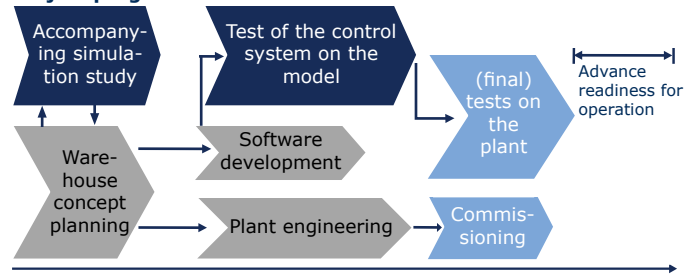 Accompany-
ing simula-
tion study
Test of the control
system on the
model
(final)
tests on
the
plant
Advance
readiness for
operation
Ware-
house
concept
planning
Software
development
Plant engineering
Commis-
sioning